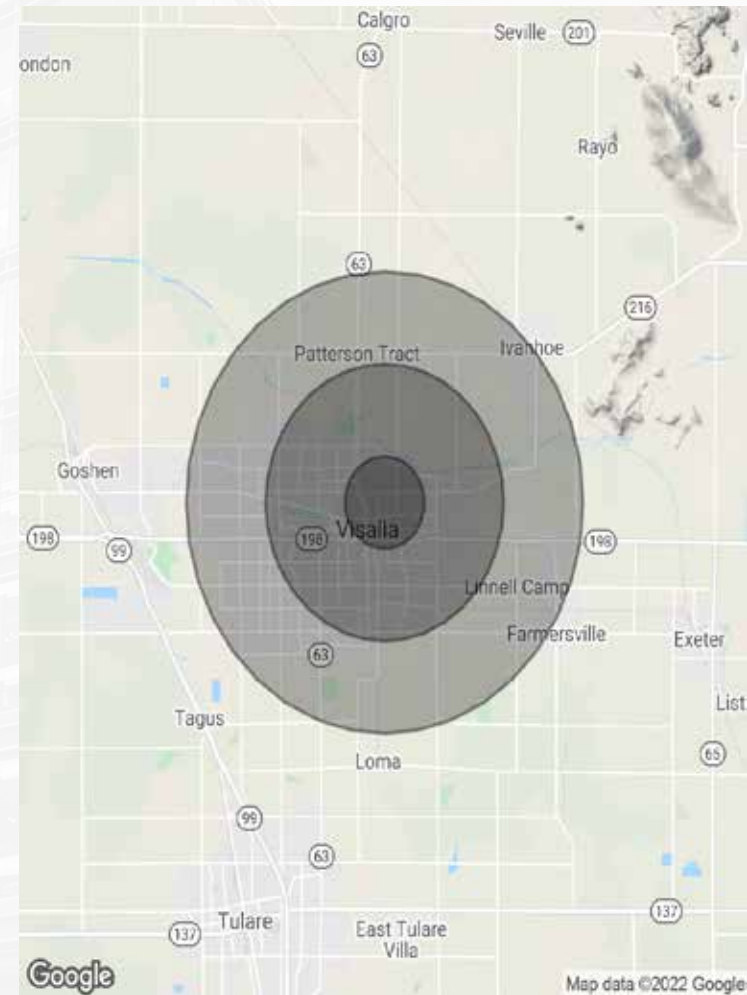 Calgro
Seville
201
63
ondon
Rayo
63
216
Patterson Tract
Ivanhoe
Goshen
198
99
198
Visalia
198
Linnell Camp
63
Farmersville
Exeter
List
Tagus
65
Loma
99
63
Tulare
137
East Tulare
Villa
137
Google
Map data ©2022 Google